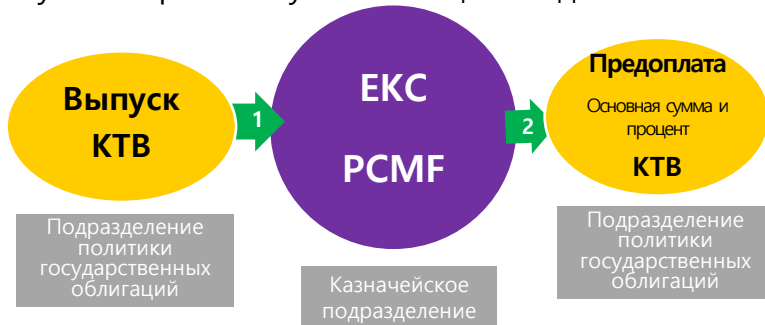 Выпуск
КТВ
1
ЕКС
РСМF
2
Предоплата
Основная сумма и
процент
КТВ
Подразделение
политики
государственных
облигаций
Казначейское
подразделение
Подразделение
политики
государственных
облигаций